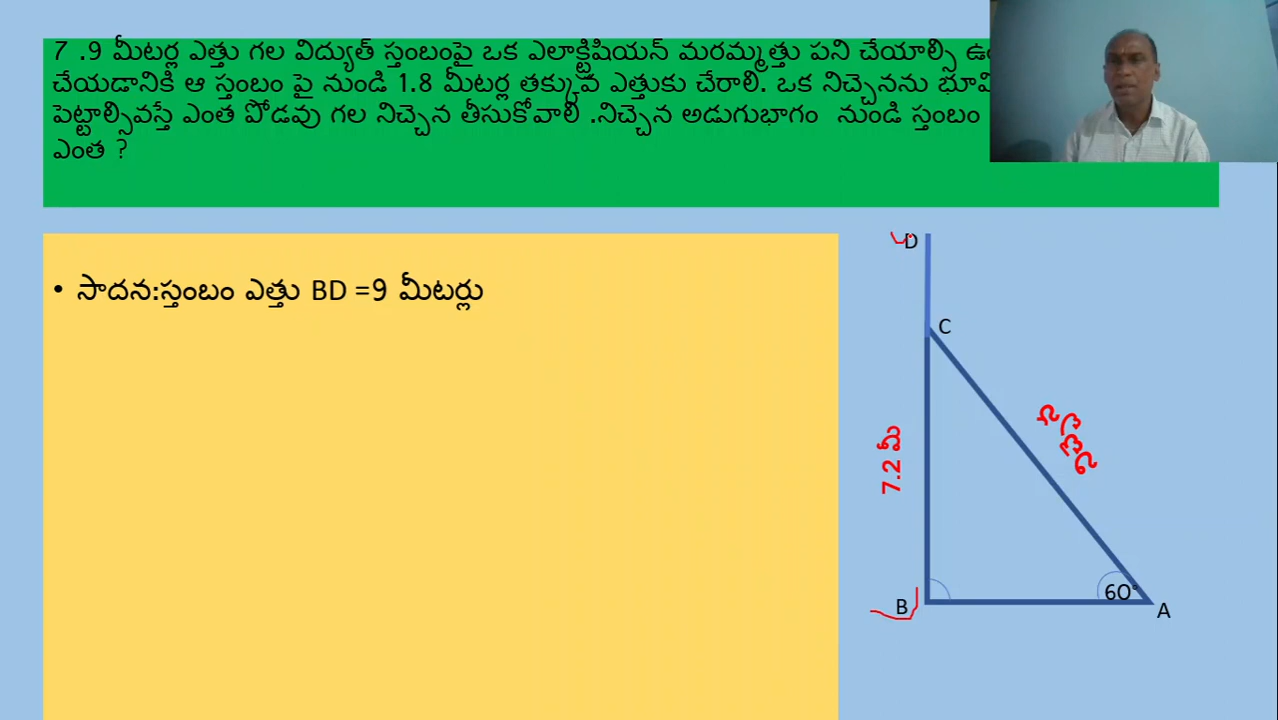 7 .9 మీటర్ల ఎత్తు గల విద్యుత్ స్తంబంపై ఒక ఎలాక్ట్రిషియన్ మరమ్మత్తు పని చేయాల్సి
చేయడానికి ఆ స్తంబం పై నుండి 1.8 మీటర్ల తక్కువ ఎత్తుకు చేరాలి. ఒక నిచ్చెనను
పెట్టాల్సివస్తే ఎంత పోడవు గల నిచ్చెన తీసుకోవాలి .నిచ్చెన అడుగుభాగం నుండి స్తంబం
ఎంత ?
• సాదన:స్తంబం ఎత్తు BD =9 మీటర్లు
D
C
నిచ్చెన
7.2 మీ
60°
B
A